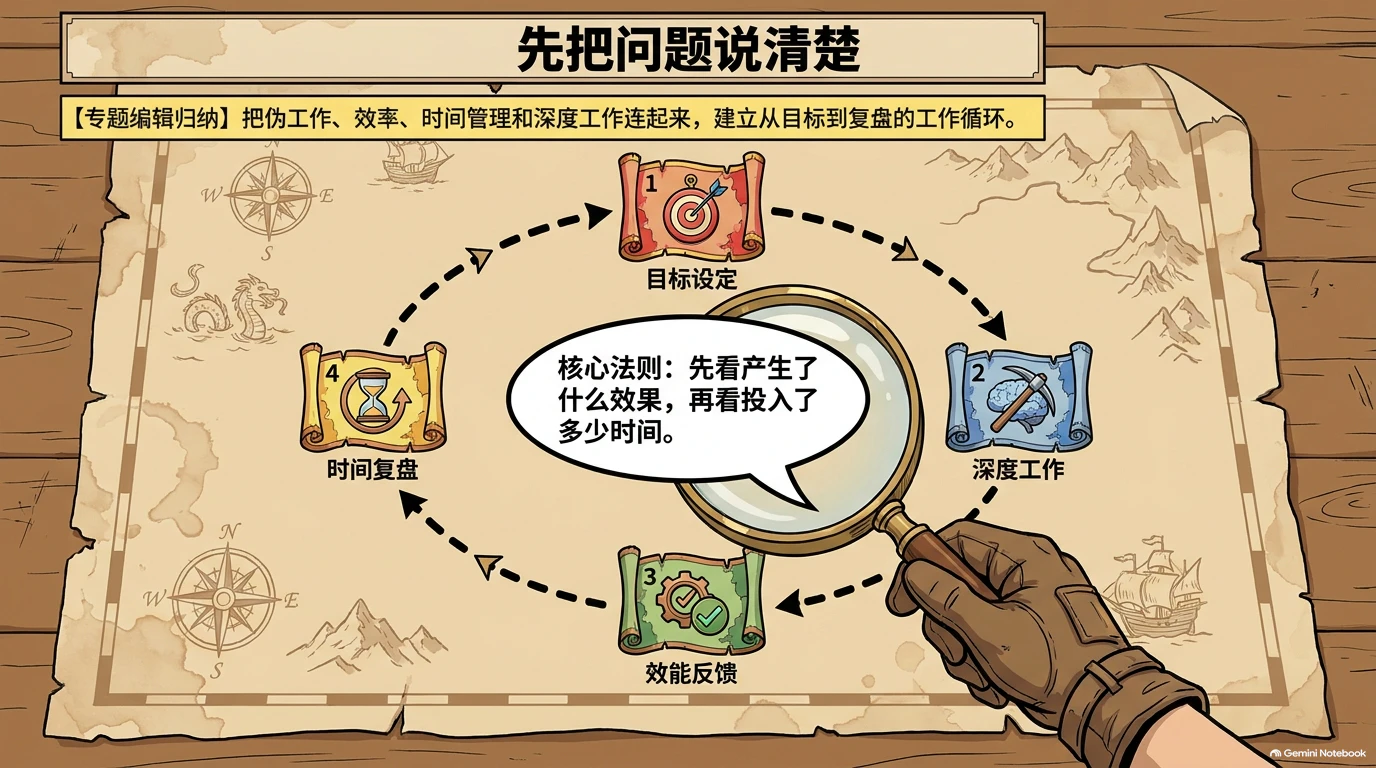 先把问题说清楚
【专题编辑归纳】把伪工作、效率、时间管理和深度工作连起来，建立从目标到复盘的工作循环。
1
目标设定
W
E
S
核心法则：先看产生了
什么效果，再看投入了
多少时间。
4
时间复盘
2
深度工作
3
效能反馈
N
W
E
S
Gemini Notebook